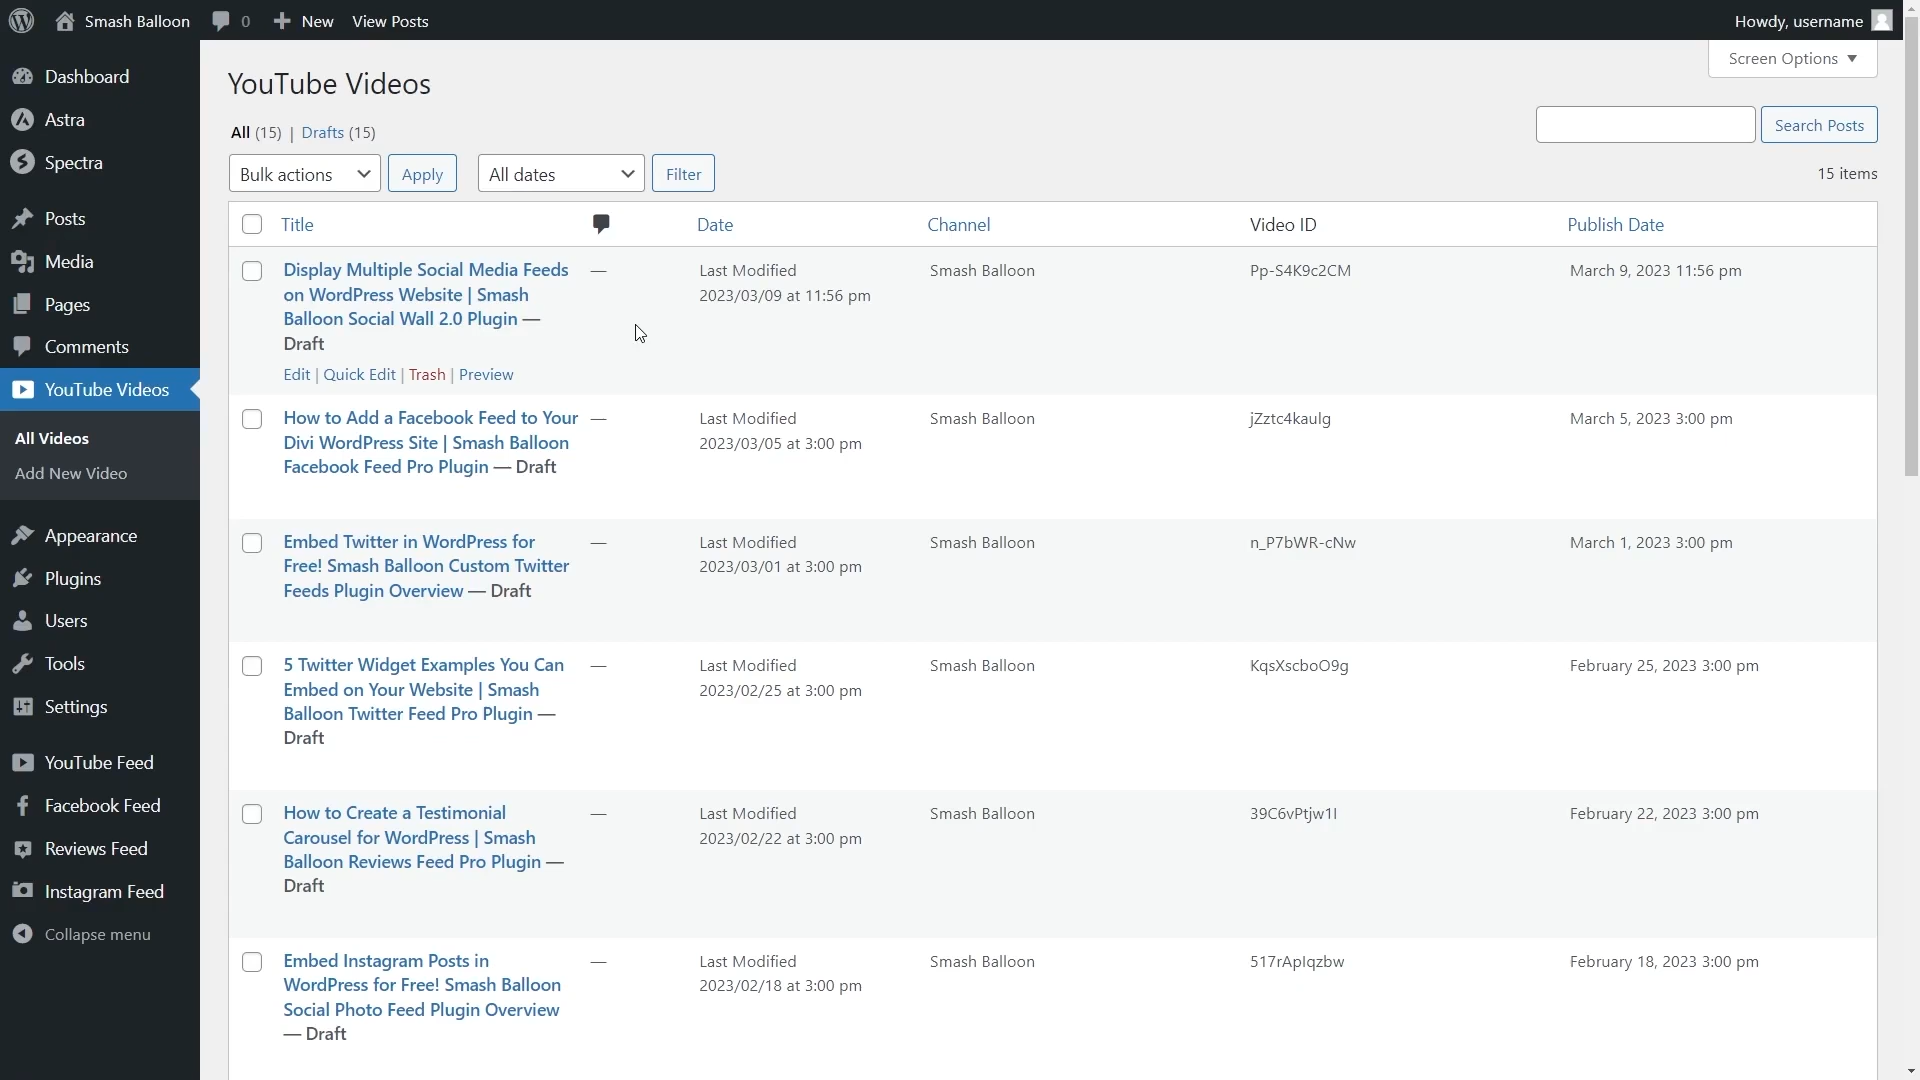 Smash Balloon 0 New View Posts Howdy, username
Screen Options
Dashboard
Astra
Spectra
Posts
Media
Pages
Comments
YouTube Videos
All Videos
Add New Video
Appearance
Plugins
Users
Tools
Settings
YouTube Feed
Facebook Feed
Reviews Feed
Instagram Feed
Collapse menu
YouTube Videos
All (15) | Drafts (15)
Search Posts
Bulk actions Apply All dates Filter 15 items
Title Date Channel Video ID Publish Date
Display Multiple Social Media Feeds — Last Modified Smash Balloon Pp-S4K9c2CM March 9, 2023 11:56 pm
on WordPress Website | Smash 2023/03/09 at 11:56 pm
Balloon Social Wall 2.0 Plugin —
Draft
Edit | Quick Edit | Trash | Preview
How to Add a Facebook Feed to Your — Last Modified Smash Balloon jZztc4kaulg March 5, 2023 3:00 pm
Divi WordPress Site | Smash Balloon 2023/03/05 at 3:00 pm
Facebook Feed Pro Plugin — Draft
Embed Twitter in WordPress for — Last Modified Smash Balloon n_P7bWR-cNw March 1, 2023 3:00 pm
Free! Smash Balloon Custom Twitter 2023/03/01 at 3:00 pm
Feeds Plugin Overview — Draft
5 Twitter Widget Examples You Can — Last Modified Smash Balloon KqsXscboO9g February 25, 2023 3:00 pm
Embed on Your Website | Smash 2023/02/25 at 3:00 pm
Balloon Twitter Feed Pro Plugin —
Draft
How to Create a Testimonial — Last Modified Smash Balloon 39C6vPtjw1I February 22, 2023 3:00 pm
Carousel for WordPress | Smash 2023/02/22 at 3:00 pm
Balloon Reviews Feed Pro Plugin —
Draft
Embed Instagram Posts in — Last Modified Smash Balloon 517rApIqzbw February 18, 2023 3:00 pm
WordPress for Free! Smash Balloon 2023/02/18 at 3:00 pm
Social Photo Feed Plugin Overview
— Draft